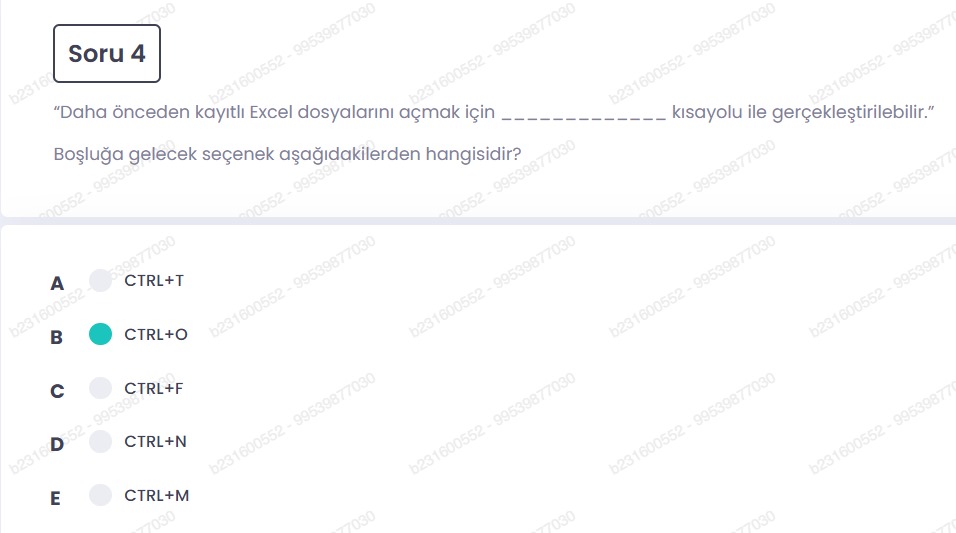 Soru 4
“Daha önceden kayıtlı Excel dosyalarını açmak için _____________ kısayolu ile gerçekleştirilebilir.”
Boşluğa gelecek seçenek aşağıdakilerden hangisidir?
A CTRL+T
B CTRL+O
C CTRL+F
D CTRL+N
E CTRL+M
b231600552 - 99539877030